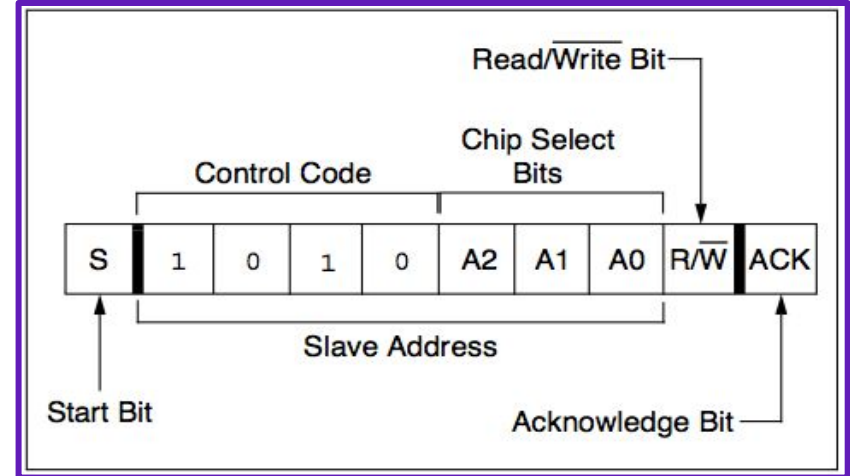 Read/Write Bit
Chip Select
Bits
Control Code
S 1 0 1 0 A2 A1 A0 R/W ACK
Slave Address
Start Bit
Acknowledge Bit